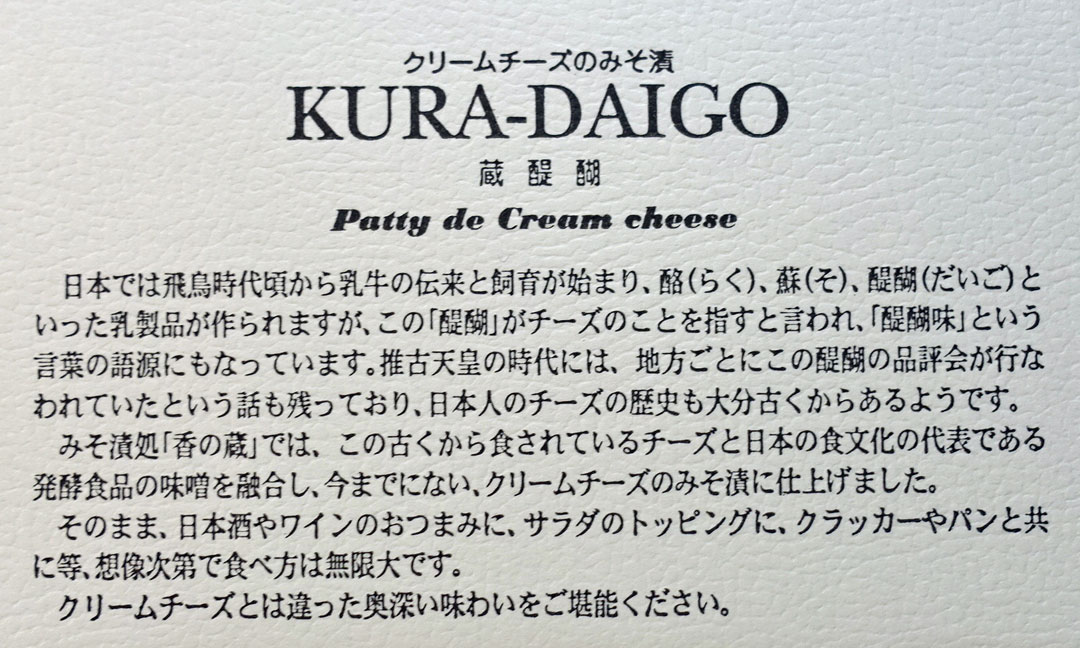 クリームチーズのみそ漬
KURA-DAIGO
蔵醍醐
Patty de Cream cheese
日本では飛鳥時代頃から乳牛の伝来と飼育が始まり、酪(らく)、蘇(そ)、醍醐(だいご)と
いった乳製品が作られますが、この「醍醐」がチーズのことを指すと言われ、「醍醐味」という
言葉の語源にもなっています。推古天皇の時代には、地方ごとにこの醍醐の品評会が行な
われていたという話も残っており、日本人のチーズの歴史も大分古くからあるようです。
みそ漬処「香の蔵」では、この古くから食されているチーズと日本の食文化の代表である
発酵食品の味噌を融合し、今までにない、クリームチーズのみそ漬に仕上げました。
そのまま、日本酒やワインのおつまみに、サラダのトッピングに、クラッカーやパンと共
に等、想像次第で食べ方は無限大です。
クリームチーズとは違った奥深い味わいをご堪能ください。